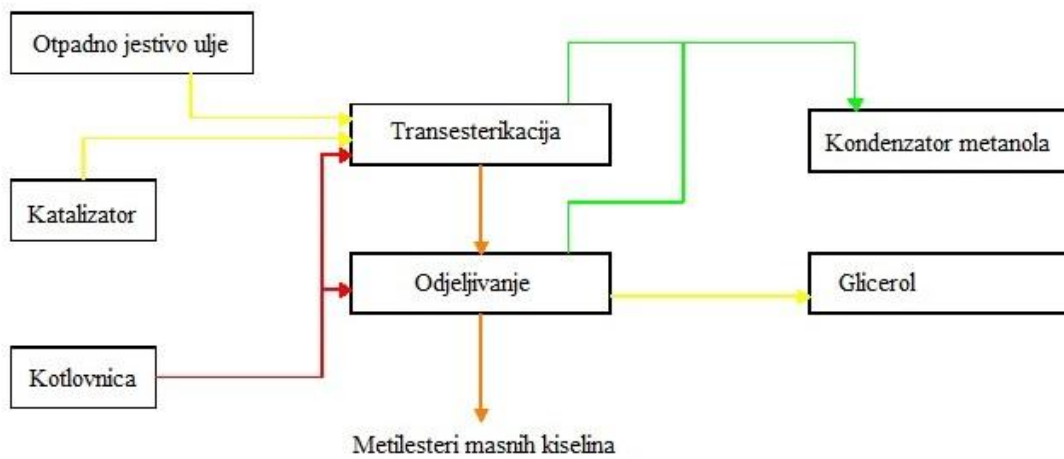 Otpadno jestivo ulje
Transesterikacija
Kondenzator metanola
Katalizator
Odjeljivanje
Glicerol
Kotlovnica
Metilesteri masnih kiselina